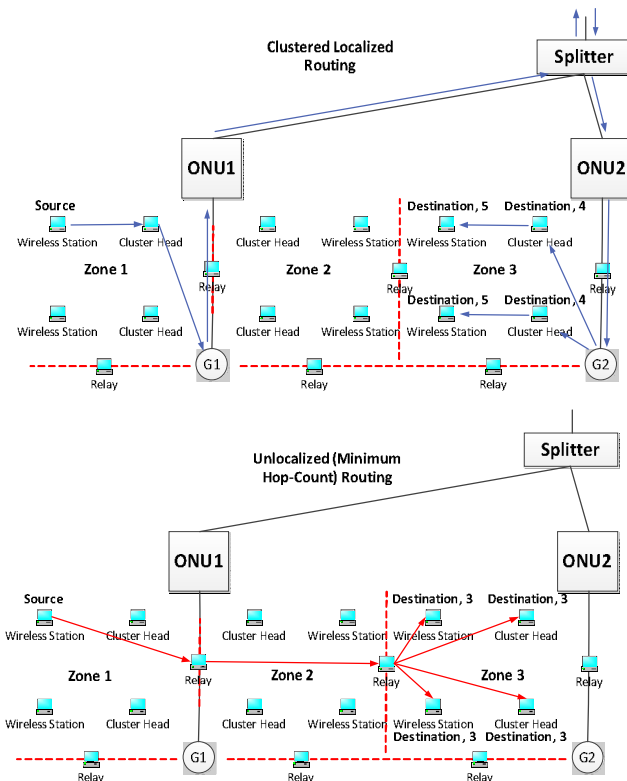 Clustered Localized
Routing
Splitter
ONU1
ONU2
Source
Destination, 5 Destination, 4
Wireless Station Cluster Head Cluster Head Wireless Station Wireless Station Cluster Head
Zone 1 Zone 2 Zone 3
Relay Relay Relay
Destination, 5 Destination, 4
Wireless Station Cluster Head Cluster Head Wireless Station Wireless Station Cluster Head
G1 G2
Relay Relay Relay
Splitter
Unlocalized (Minimum
Hop-Count) Routing
ONU1 ONU2
Source Destination, 3 Destination, 3
Wireless Station Cluster Head Cluster Head Wireless Station Wireless Station Cluster Head
Zone 1 Zone 2 Zone 3
Relay Relay Relay
Wireless Station Cluster Head Cluster Head Wireless Station Wireless Station Cluster Head
Destination, 3 Destination, 3
G1 G2
Relay Relay Relay